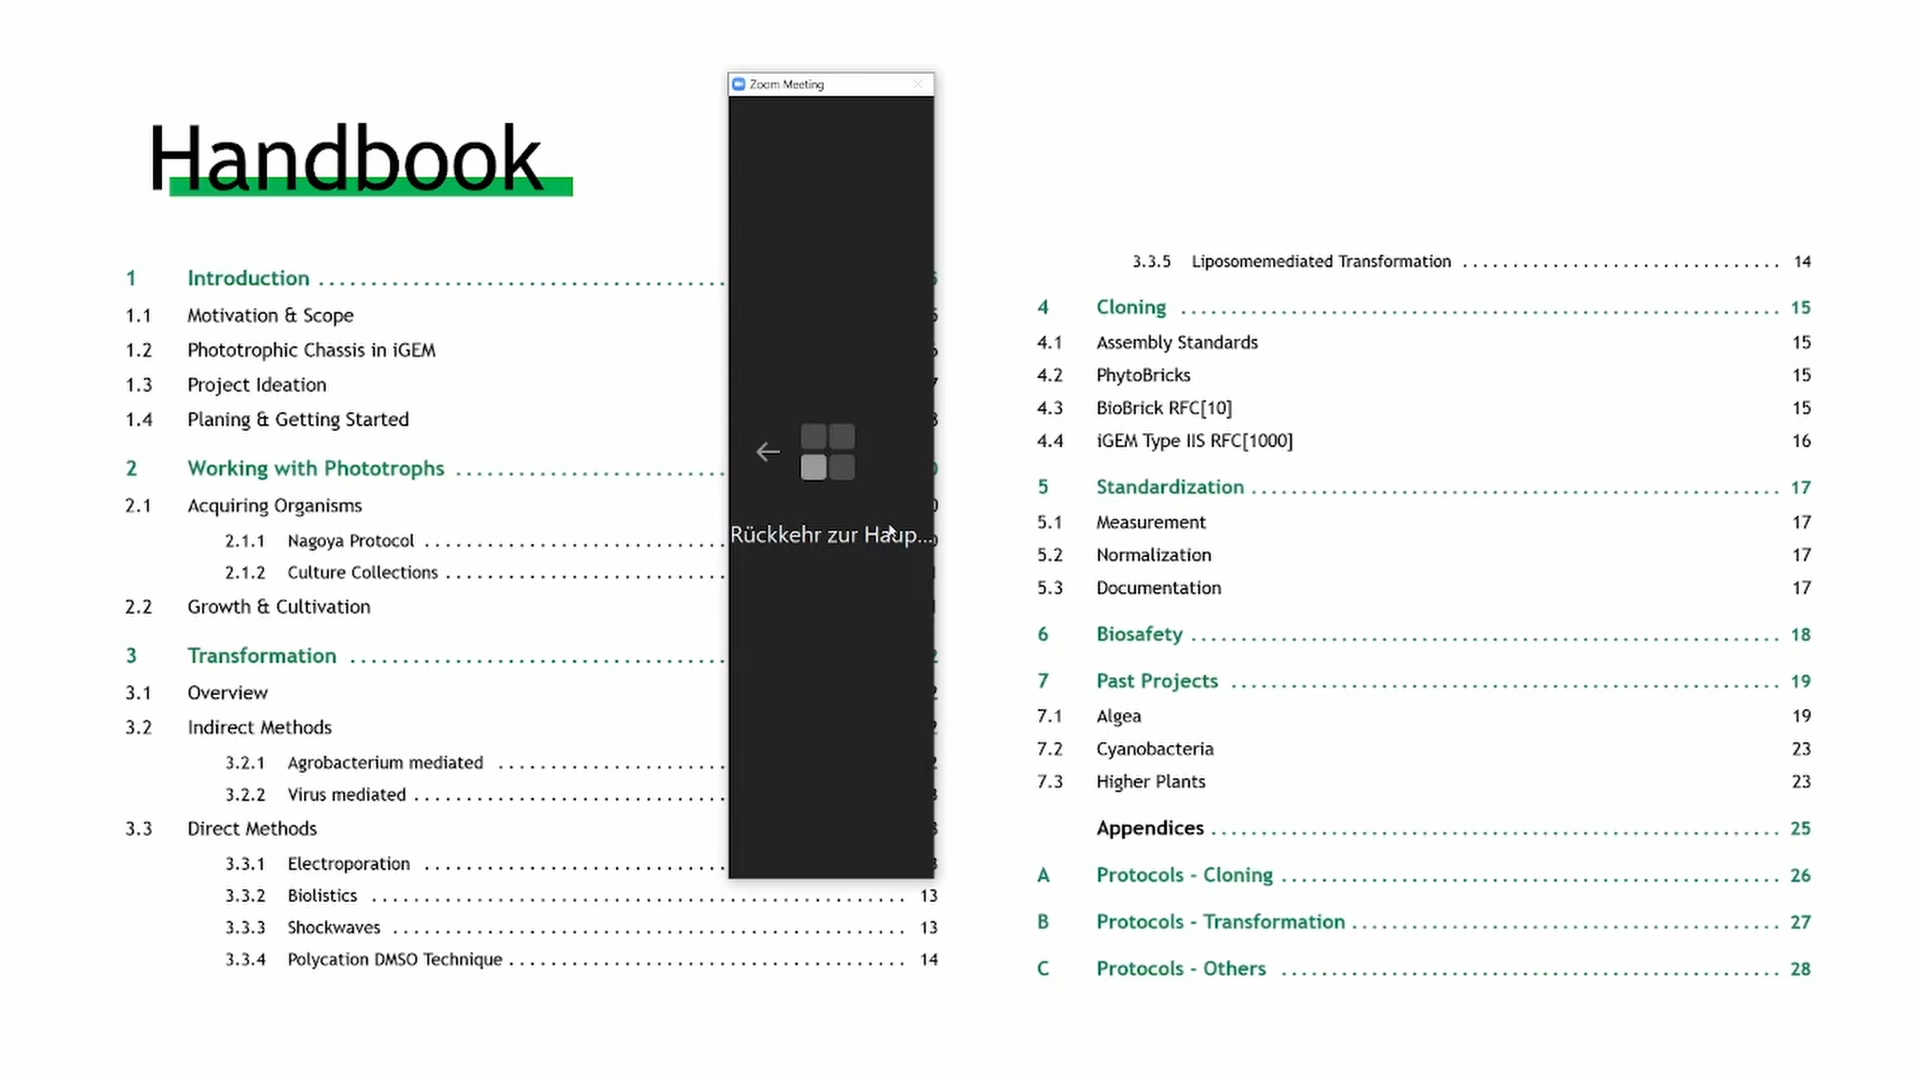 Zoom Meeting
Handbook
1 Introduction
1.1 Motivation & Scope
1.2 Phototrophic Chassis in iGEM
1.3 Project Ideation
1.4 Planing & Getting Started
2 Working with Phototrophs
2.1 Acquiring Organisms
2.1.1 Nagoya Protocol
2.1.2 Culture Collections
2.2 Growth & Cultivation
3 Transformation
3.1 Overview
3.2 Indirect Methods
3.2.1 Agrobacterium mediated
3.2.2 Virus mediated
3.3 Direct Methods
3.3.1 Electroporation
3.3.2 Biolistics 13
3.3.3 Shockwaves 13
3.3.4 Polycation DMSO Technique 14
Rückkehr zur Haup...
3.3.5 Liposomemediated Transformation 14
4 Cloning 15
4.1 Assembly Standards 15
4.2 PhytoBricks 15
4.3 BioBrick RFC[10] 15
4.4 iGEM Type IIS RFC[1000] 16
5 Standardization 17
5.1 Measurement 17
5.2 Normalization 17
5.3 Documentation 17
6 Biosafety 18
7 Past Projects 19
7.1 Algea 19
7.2 Cyanobacteria 23
7.3 Higher Plants 23
Appendices 25
A Protocols - Cloning 26
B Protocols - Transformation 27
C Protocols - Others 28